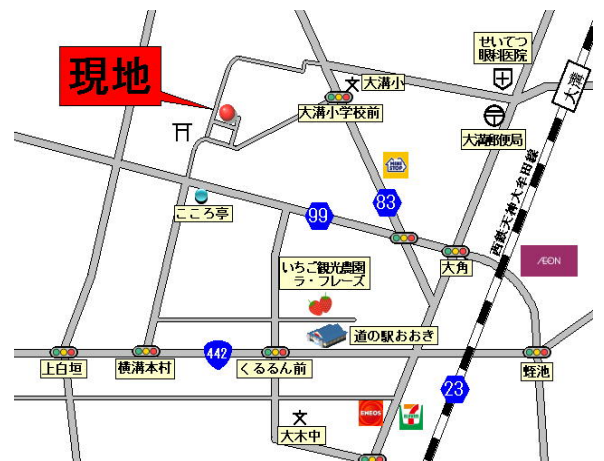 せいてつ
眼科医院
現地
大溝小
大溝
大溝小学校前
大溝郵便局
MINI STOP
西鉄天神大牟田線
83
こころ亭
99
大角
ÆON
いちご観光農園
ラ・フレーズ
道の駅おおき
442
上白垣
横溝本村
くるるん前
蛭池
23
ENEOS
ELEVEN
大木中